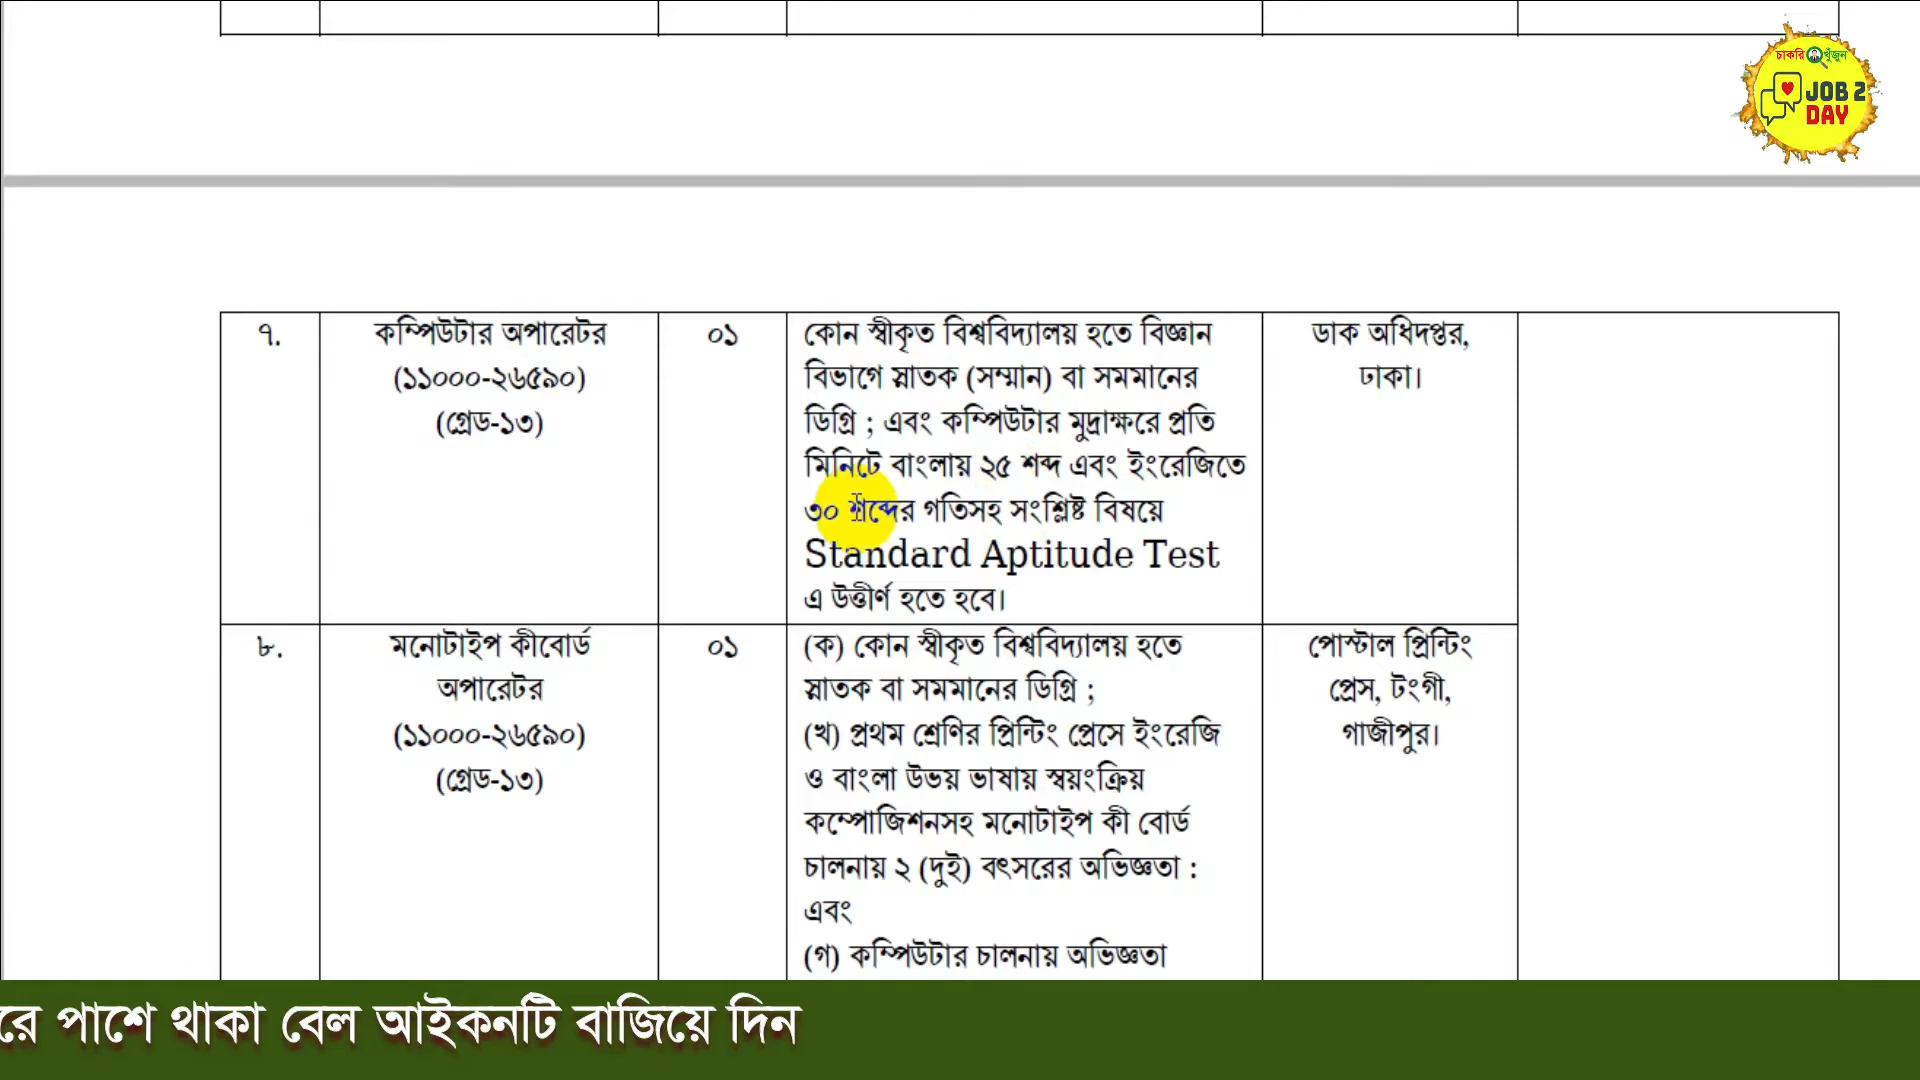 চাকরি খুঁজুন
JOB 2
DAY
৭.
কম্পিউটার অপারেটর
(১১০০০-২৬৫৯০)
(গ্রেড-১৩)
০১
কোন স্বীকৃত বিশ্ববিদ্যালয় হতে বিজ্ঞান
বিভাগে স্নাতক (সম্মান) বা সমমানের
ডিগ্রি ; এবং কম্পিউটার মুদ্রাক্ষরে প্রতি
মিনিটে বাংলায় ২৫ শব্দ এবং ইংরেজিতে
৩০ শব্দের গতিসহ সংশ্লিষ্ট বিষয়ে
Standard Aptitude Test
এ উত্তীর্ণ হতে হবে।
ডাক অধিদপ্তর,
ঢাকা।
৮.
মনোটাইপ কীবোর্ড
অপারেটর
(১১০০০-২৬৫৯০)
(গ্রেড-১৩)
০১
(ক) কোন স্বীকৃত বিশ্ববিদ্যালয় হতে
স্নাতক বা সমমানের ডিগ্রি ;
(খ) প্রথম শ্রেণির প্রিন্টিং প্রেসে ইংরেজি
ও বাংলা উভয় ভাষায় স্বয়ংক্রিয়
কম্পোজিশনসহ মনোটাইপ কী বোর্ড
চালনায় ২ (দুই) বৎসরের অভিজ্ঞতা :
এবং
(গ) কম্পিউটার চালনায় অভিজ্ঞতা
পোস্টাল প্রিন্টিং
প্রেস, টংগী,
গাজীপুর।
রে পাশে থাকা বেল আইকনটি বাজিয়ে দিন